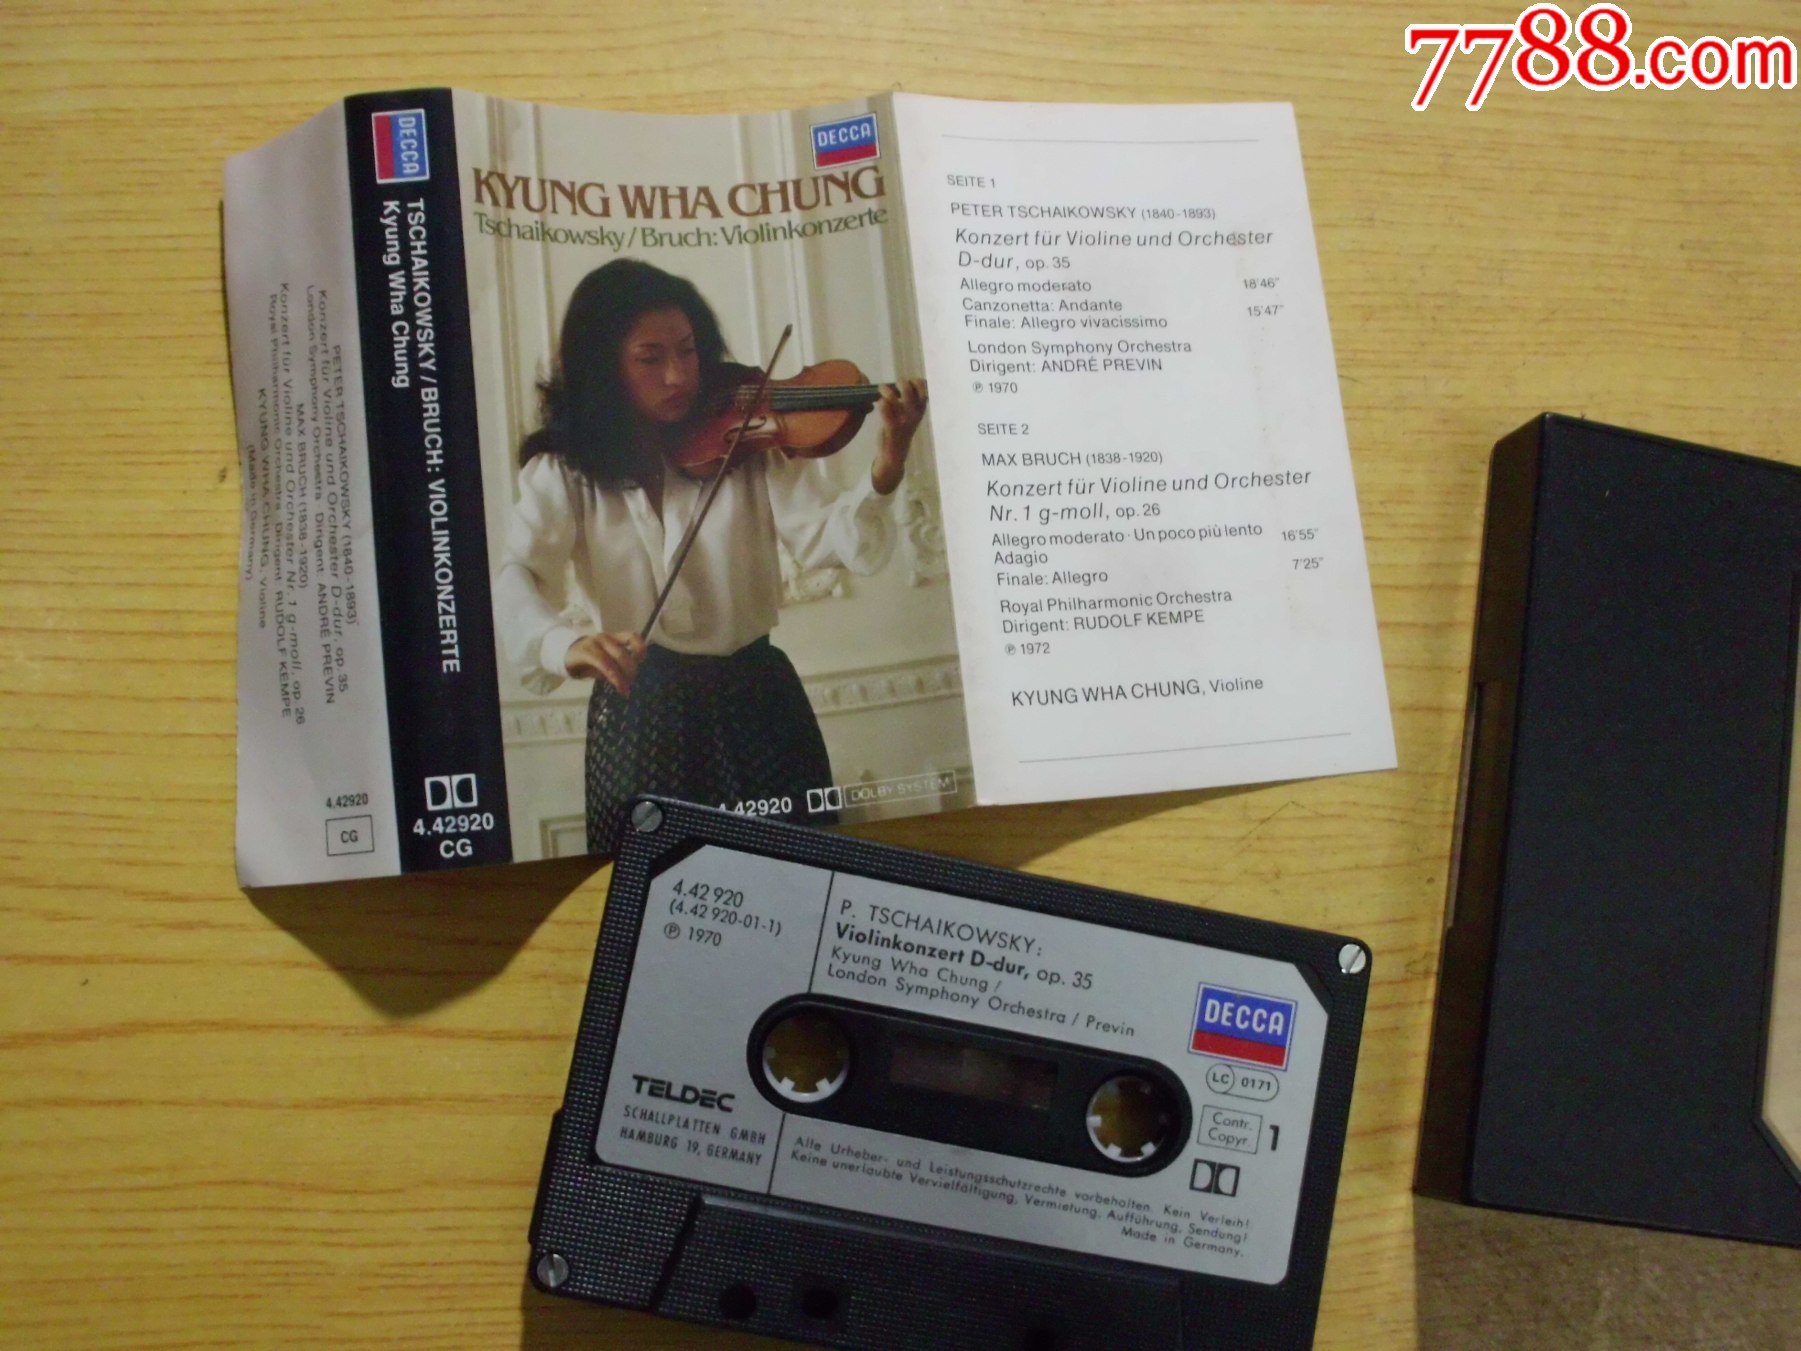 7788.com
PETER TSCHAIKOWSKY (1840-1893)
Konzert für Violine und Orchester D-dur, op. 35
London Symphony Orchestra, Dirigent: ANDRÉ PREVIN
MAX BRUCH (1838-1920)
Konzert für Violine und Orchester Nr. 1 g-moll, op. 26
Royal Philharmonic Orchestra, Dirigent: RUDOLF KEMPE
KYUNG WHA CHUNG, Violine
(Made in Germany)
4.42920
CG
DECCA
TSCHAIKOWSKY / BRUCH: VIOLINKONZERTE
Kyung Wha Chung
4.42920
CG
DECCA
KYUNG WHA CHUNG
Tschaikowsky/Bruch: Violinkonzerte
4.42920
DOLBY SYSTEM
SEITE 1
PETER TSCHAIKOWSKY (1840-1893)
Konzert für Violine und Orchester
D-dur, op. 35
Allegro moderato 18'46"
Canzonetta: Andante
Finale: Allegro vivacissimo 15'47"
London Symphony Orchestra
Dirigent: ANDRÉ PREVIN
℗ 1970
SEITE 2
MAX BRUCH (1838-1920)
Konzert für Violine und Orchester
Nr. 1 g-moll, op. 26
Allegro moderato · Un poco più lento
Adagio 16'55"
Finale: Allegro 7'25"
Royal Philharmonic Orchestra
Dirigent: RUDOLF KEMPE
℗ 1972
KYUNG WHA CHUNG, Violine
4.42 920
(4.42 920-01-1)
℗ 1970
P. TSCHAIKOWSKY:
Violinkonzert D-dur, op. 35
Kyung Wha Chung /
London Symphony Orchestra / Previn
DECCA
LC 0171
Contr.
Copyr.
1
TELDEC
SCHALLPLATTEN GMBH
HAMBURG 19, GERMANY
Alle Urheber- und Leistungsschutzrechte vorbehalten. Kein Verleih!
Keine unerlaubte Vervielfältigung, Vermietung, Aufführung, Sendung!
Made in Germany.